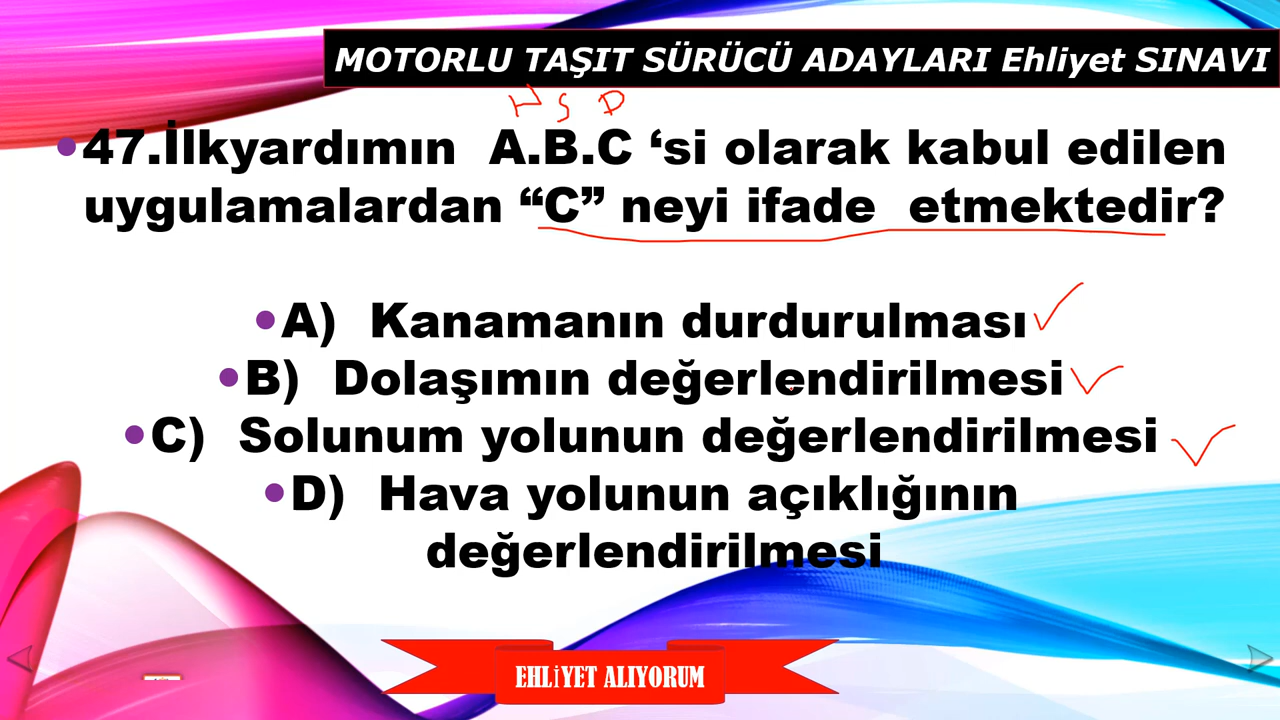 MOTORLU TAŞIT SÜRÜCÜ ADAYLARI Ehliyet SINAVI
H S D
47.İlkyardımın A.B.C ‘si olarak kabul edilen
uygulamalardan “C” neyi ifade etmektedir?
A) Kanamanın durdurulması
B) Dolaşımın değerlendirilmesi
C) Solunum yolunun değerlendirilmesi
D) Hava yolunun açıklığının
değerlendirilmesi
EHLİYET ALIYORUM